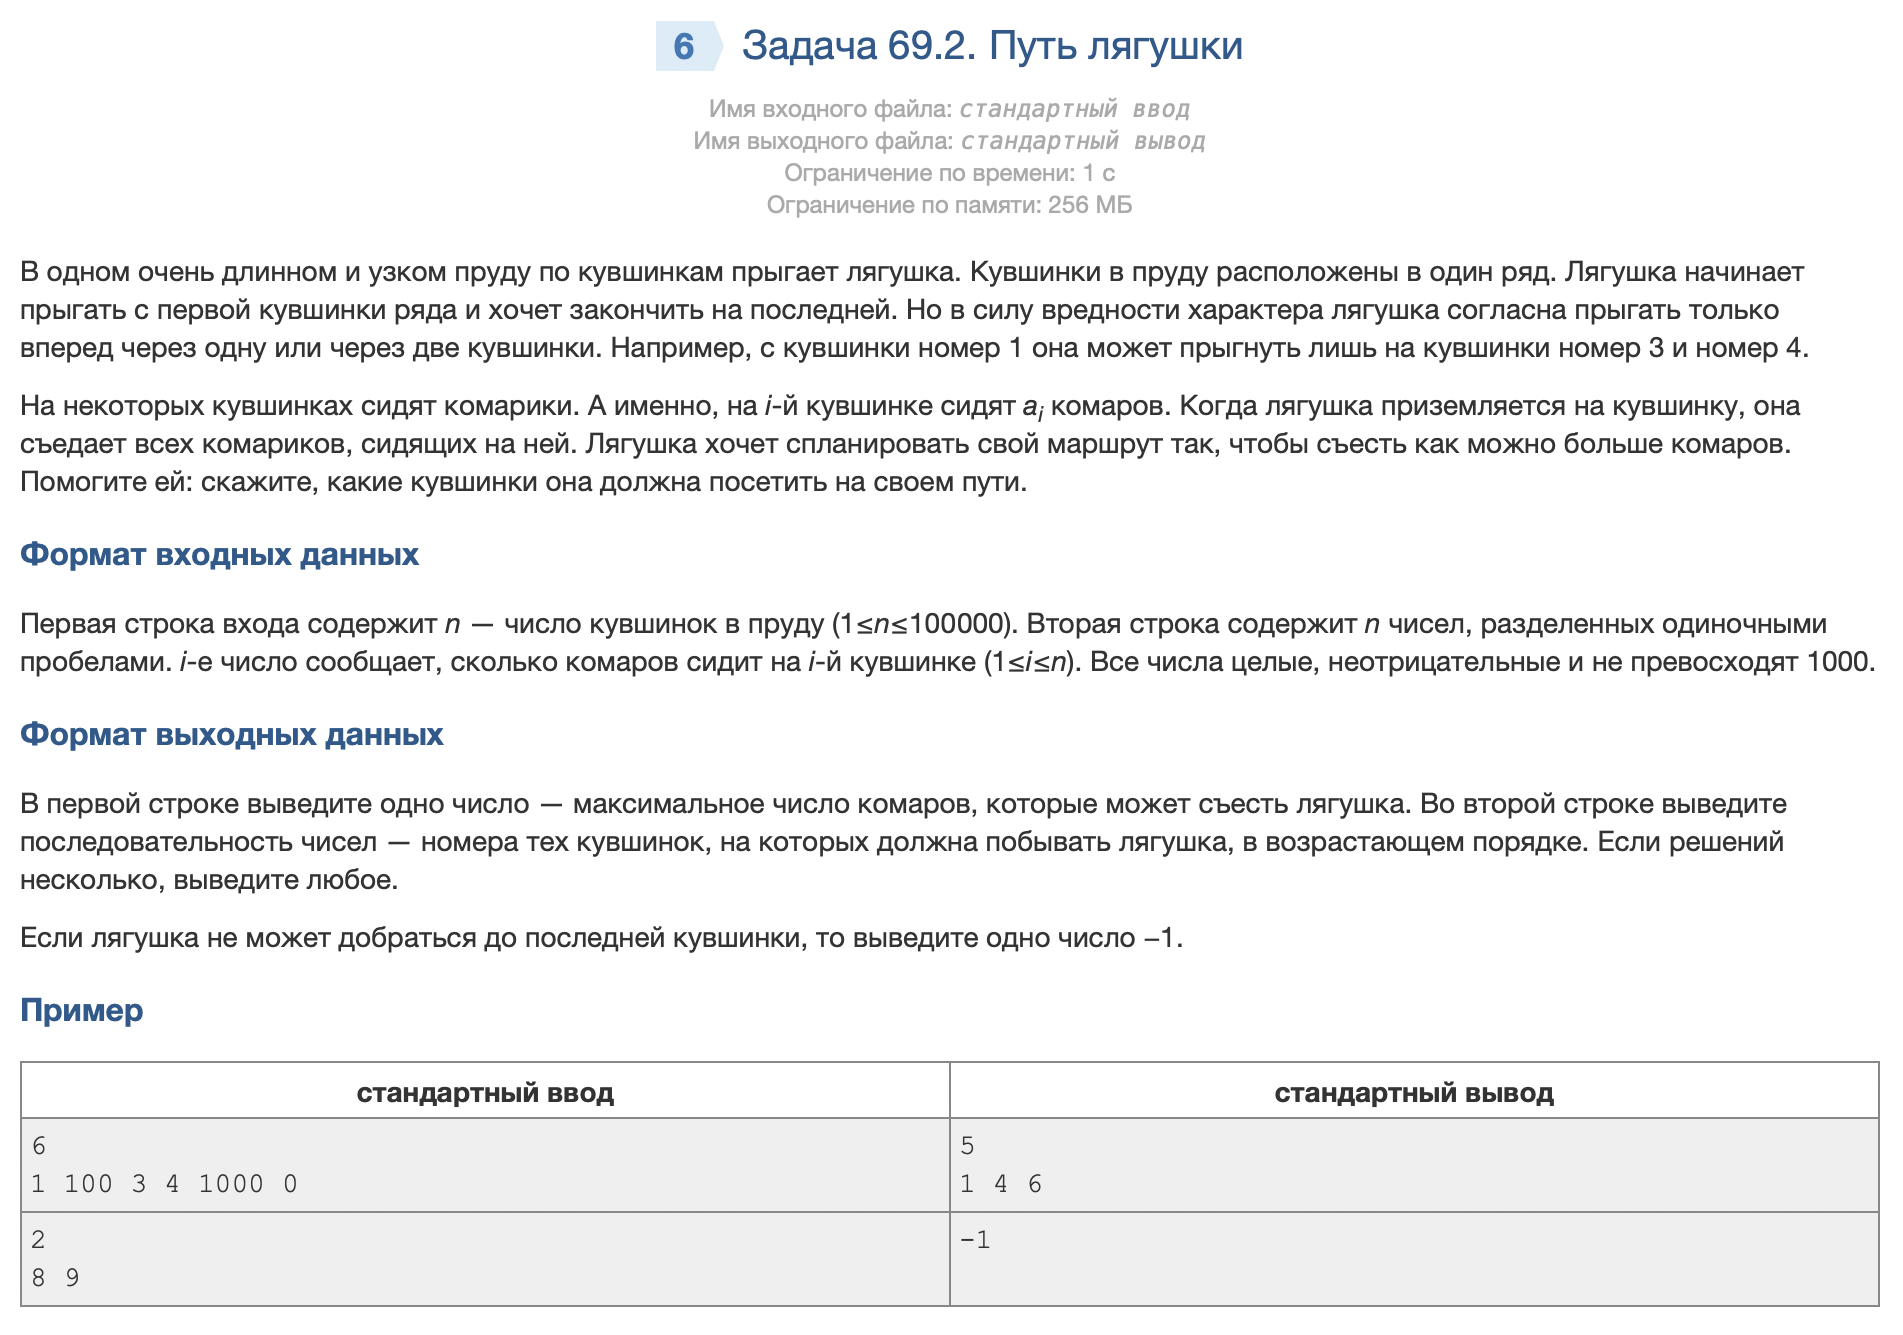 6 Задача 69.2. Путь лягушки
Имя входного файла: стандартный ввод
Имя выходного файла: стандартный вывод
Ограничение по времени: 1 с
Ограничение по памяти: 256 МБ
В одном очень длинном и узком пруду по кувшинкам прыгает лягушка. Кувшинки в пруду расположены в один ряд. Лягушка начинает
прыгать с первой кувшинки ряда и хочет закончить на последней. Но в силу вредности характера лягушка согласна прыгать только
вперед через одну или через две кувшинки. Например, с кувшинки номер 1 она может прыгнуть лишь на кувшинки номер 3 и номер 4.
На некоторых кувшинках сидят комарики. А именно, на i-й кувшинке сидят a_i комаров. Когда лягушка приземляется на кувшинку, она
съедает всех комариков, сидящих на ней. Лягушка хочет спланировать свой маршрут так, чтобы съесть как можно больше комаров.
Помогите ей: скажите, какие кувшинки она должна посетить на своем пути.
Формат входных данных
Первая строка входа содержит n — число кувшинок в пруду (1≤n≤100000). Вторая строка содержит n чисел, разделенных одиночными
пробелами. i-е число сообщает, сколько комаров сидит на i-й кувшинке (1≤i≤n). Все числа целые, неотрицательные и не превосходят 1000.
Формат выходных данных
В первой строке выведите одно число — максимальное число комаров, которые может съесть лягушка. Во второй строке выведите
последовательность чисел — номера тех кувшинок, на которых должна побывать лягушка, в возрастающем порядке. Если решений
несколько, выведите любое.
Если лягушка не может добраться до последней кувшинки, то выведите одно число −1.
Пример
стандартный ввод стандартный вывод
6 5
1 100 3 4 1000 0 1 4 6
2 -1
8 9